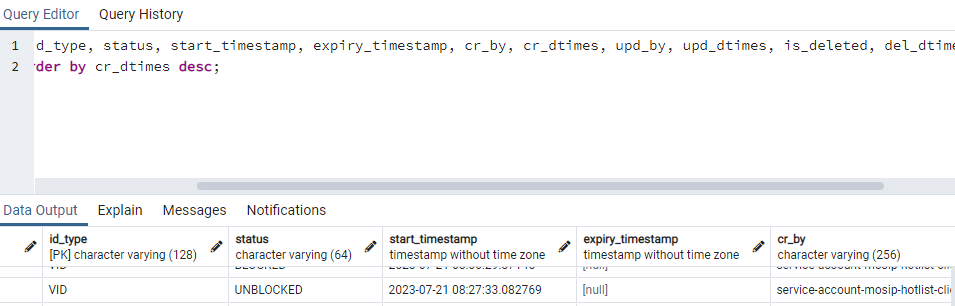 Query Editor Query History
1 d_type, status, start_timestamp, expiry_timestamp, cr_by, cr_dtimes, upd_by, upd_dtimes, is_deleted, del_dtime
2 der by cr_dtimes desc;
Data Output Explain Messages Notifications
id_type status start_timestamp expiry_timestamp cr_by
[PK] character varying (128) character varying (64) timestamp without time zone timestamp without time zone character varying (256)
VID BLOCKED [null] service-account-mosip-hotlist-cli
VID UNBLOCKED 2023-07-21 08:27:33.082769 [null] service-account-mosip-hotlist-cli